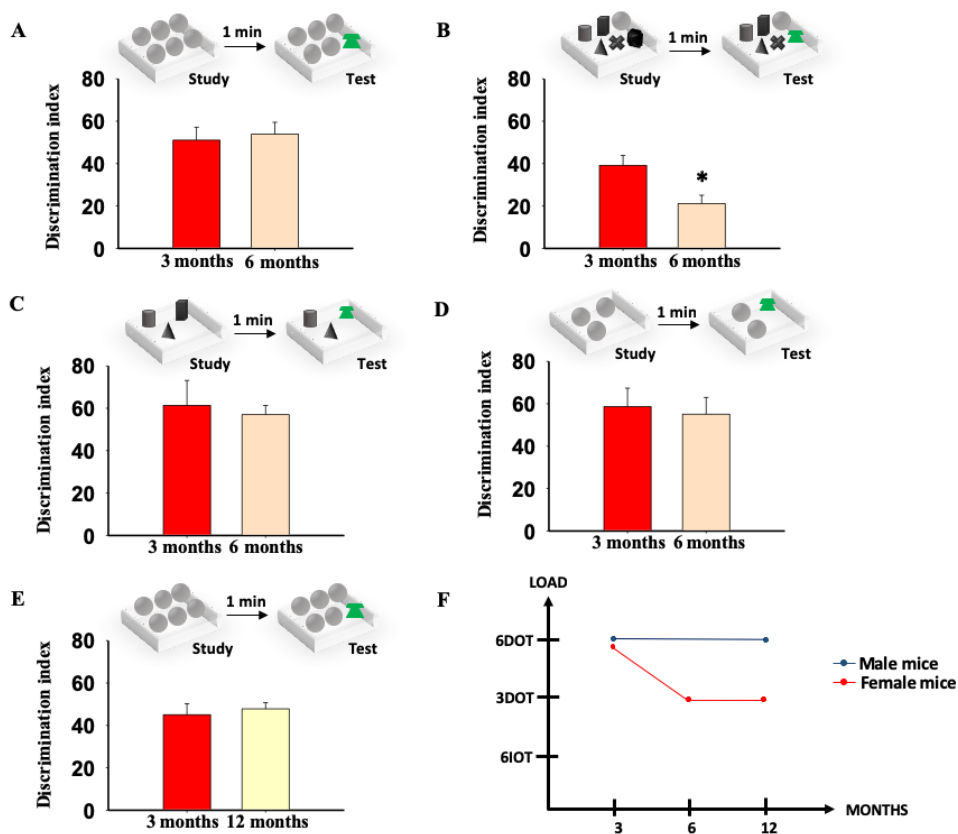 A
1 min
Study
Test
Discrimination index
80
60
40
20
0
3 months
6 months
B
1 min
Study
Test
Discrimination index
80
60
40
20
0
*
3 months
6 months
C
1 min
Study
Test
Discrimination index
80
60
40
20
0
3 months
6 months
D
1 min
Study
Test
Discrimination index
80
60
40
20
0
3 months
6 months
E
1 min
Study
Test
Discrimination index
80
60
40
20
0
3 months
12 months
F
LOAD
6DOT
3DOT
6IOT
3
6
12
MONTHS
Male mice
Female mice